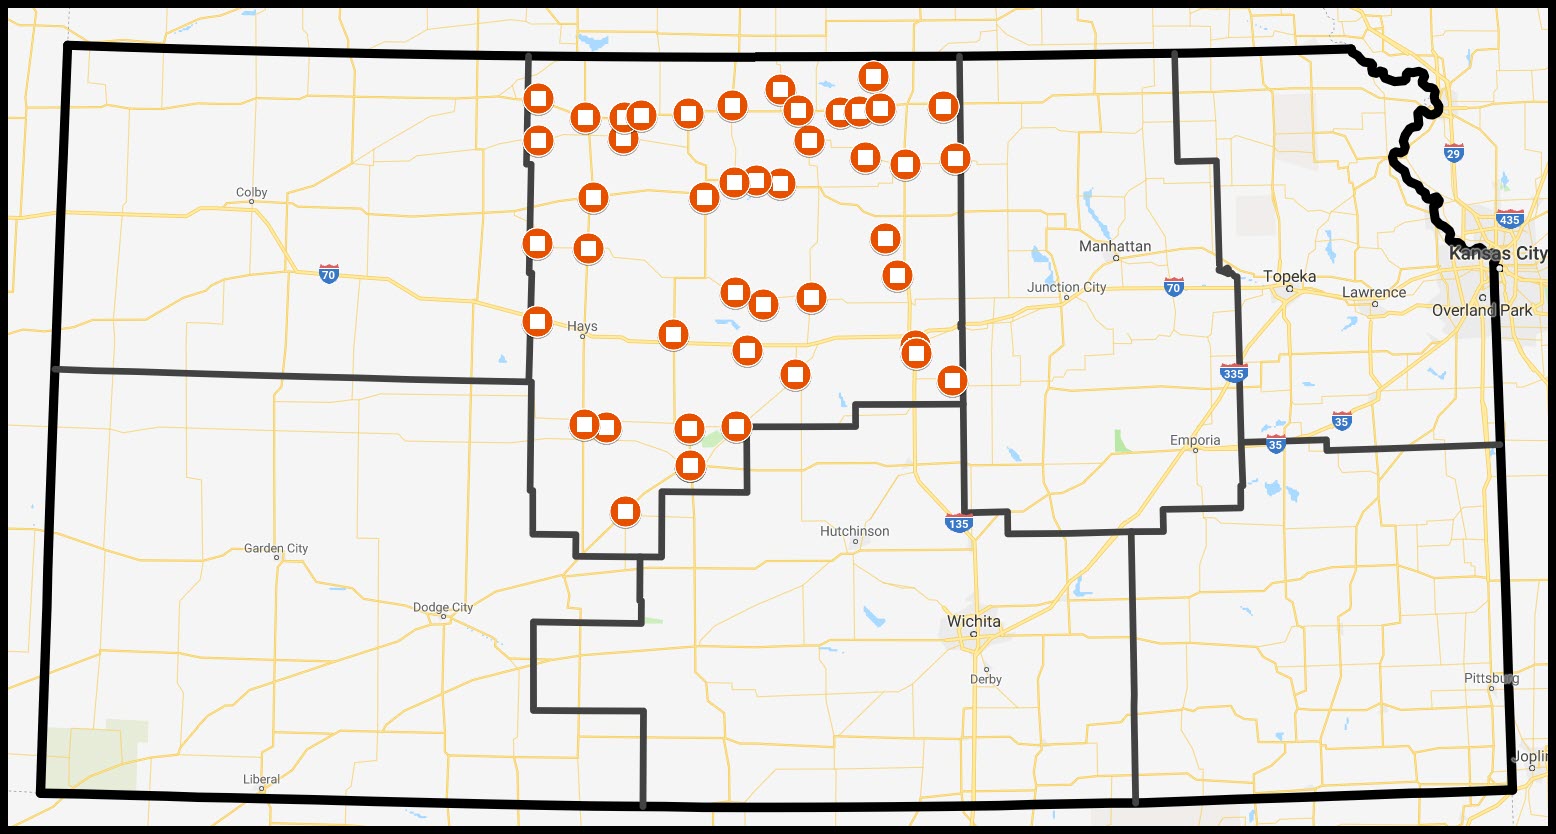 29
Colby
435
Manhattan
Kansas City
70
Junction City
70
Topeka
Lawrence
Overland Park
Hays
335
35
Emporia
35
135
Hutchinson
Garden City
Dodge City
Wichita
Derby
Pittsburg
Joplin
Liberal